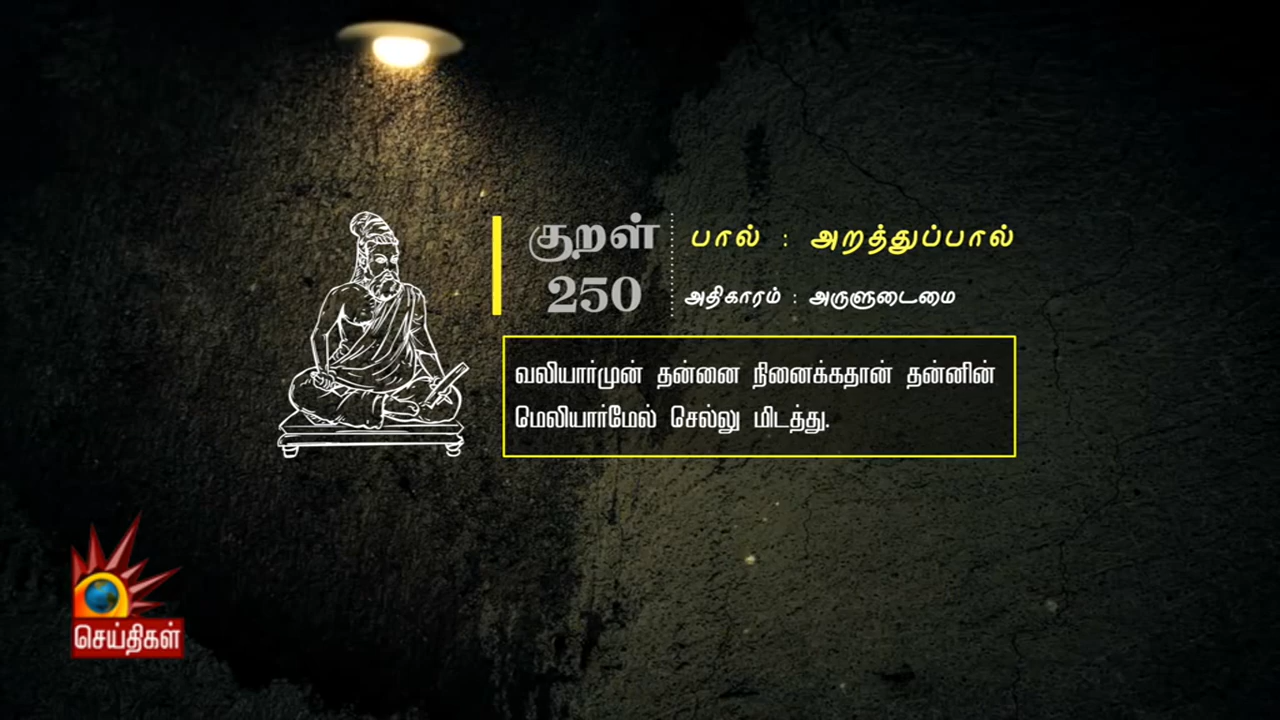 குறள்
250
பால் : அறத்துப்பால்
அதிகாரம் : அருளுடைமை
வலியார்முன் தன்னை நினைக்கதான் தன்னின்
மெலியார்மேல் செல்லு மிடத்து.
செய்திகள்